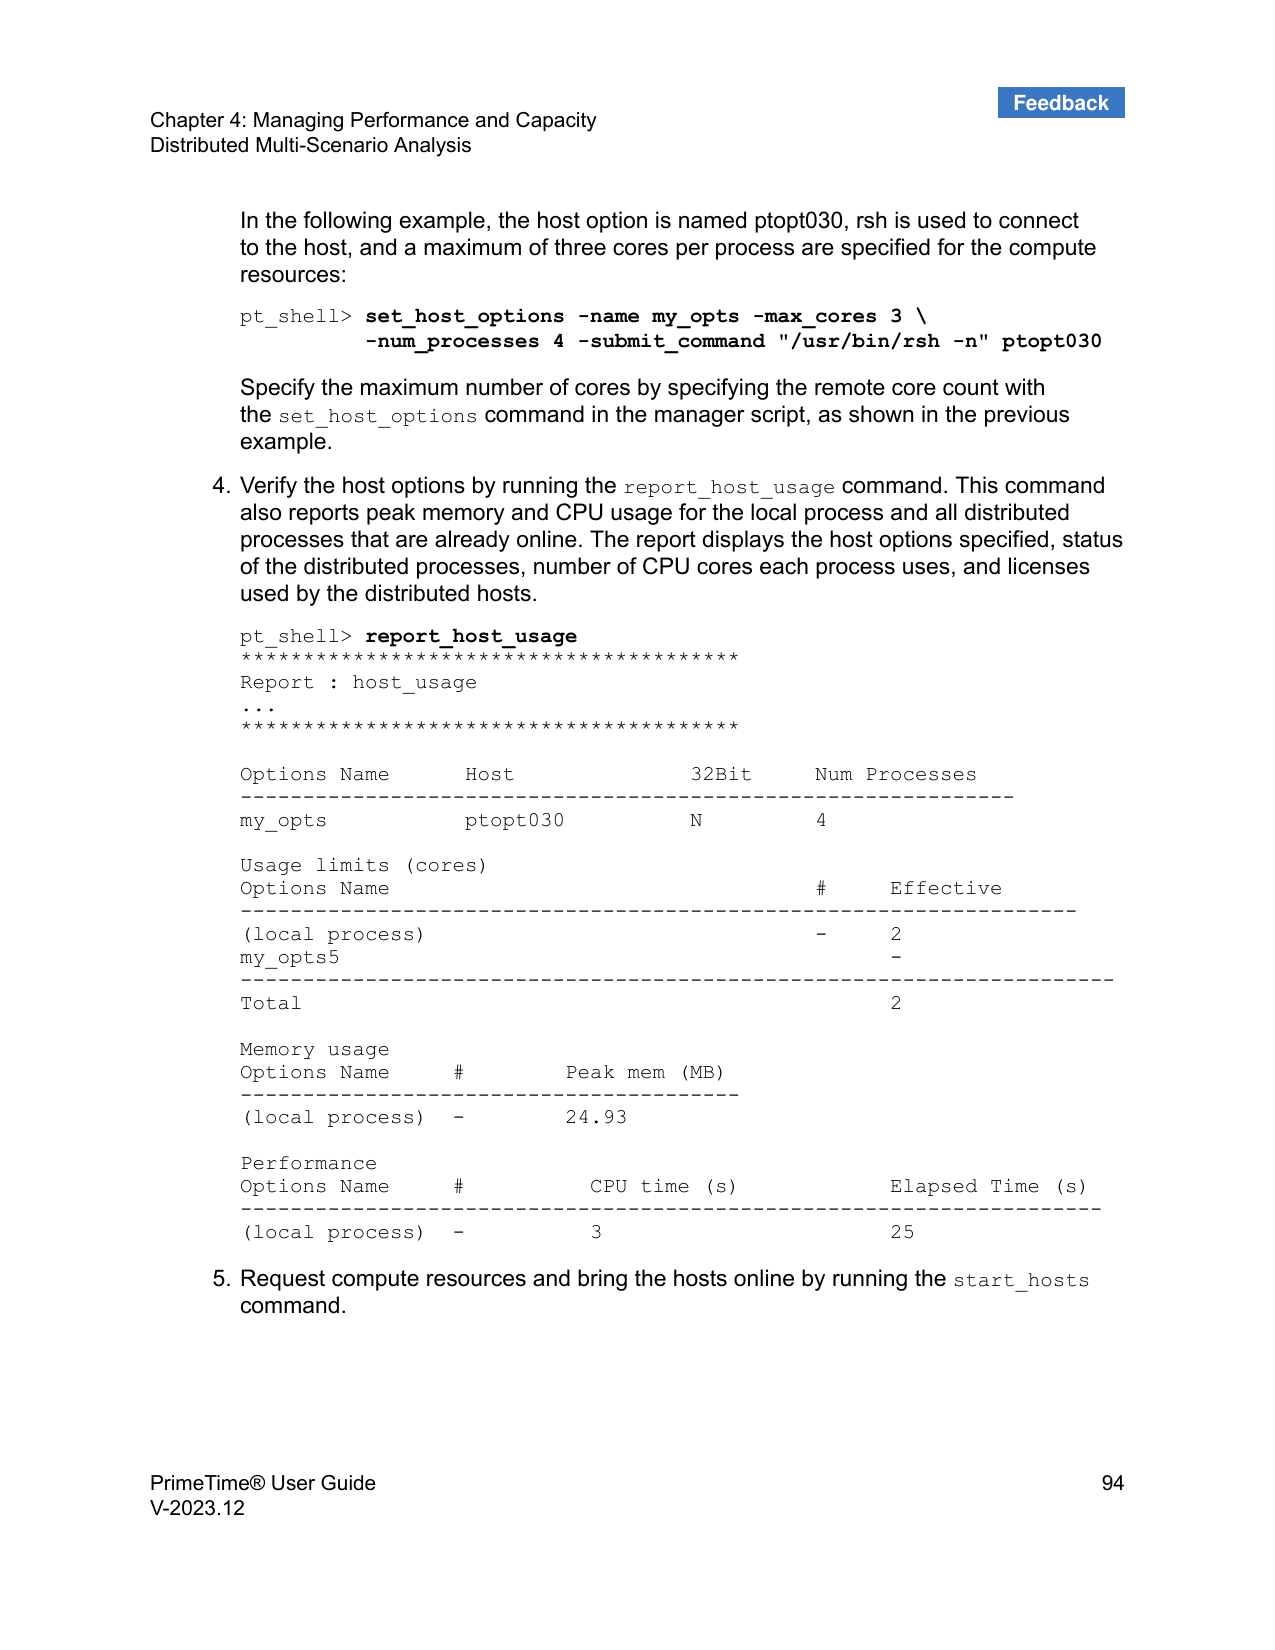 Feedback
Chapter 4: Managing Performance and Capacity
Distributed Multi-Scenario Analysis
In the following example, the host option is named ptopt030, rsh is used to connect
to the host, and a maximum of three cores per process are specified for the compute
resources:
pt_shell> set_host_options -name my_opts -max_cores 3 \
-num_processes 4 -submit_command "/usr/bin/rsh -n" ptopt030
Specify the maximum number of cores by specifying the remote core count with
the set_host_options command in the manager script, as shown in the previous
example.
4. Verify the host options by running the report_host_usage command. This command
also reports peak memory and CPU usage for the local process and all distributed
processes that are already online. The report displays the host options specified, status
of the distributed processes, number of CPU cores each process uses, and licenses
used by the distributed hosts.
pt_shell> report_host_usage
****************************************
Report : host_usage
...
****************************************
Options Name      Host              32Bit     Num Processes
--------------------------------------------------------------
my_opts           ptopt030          N         4
Usage limits (cores)
Options Name                                  #     Effective
-------------------------------------------------------------------
(local process)                               -     2
my_opts5                                            -
----------------------------------------------------------------------
Total                                               2
Memory usage
Options Name     #        Peak mem (MB)
----------------------------------------
(local process)  -        24.93
Performance
Options Name     #          CPU time (s)            Elapsed Time (s)
---------------------------------------------------------------------
(local process)  -          3                       25
5. Request compute resources and bring the hosts online by running the start_hosts
command.
PrimeTime® User Guide 94
V-2023.12